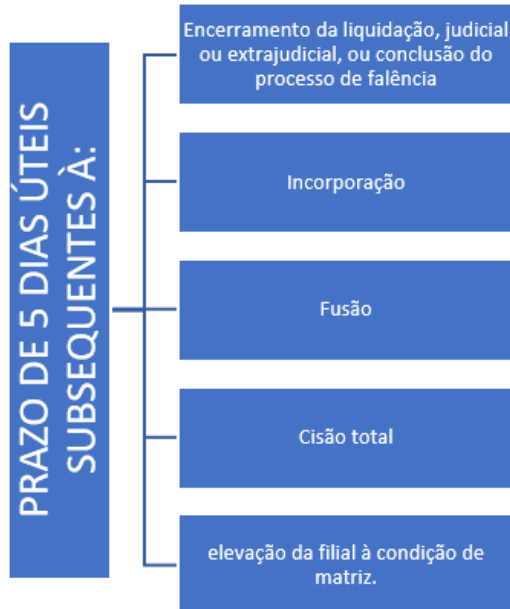 PRAZO DE 5 DIAS ÚTEIS
SUBSEQUENTES À:
Encerramento da liquidação, judicial
ou extrajudicial, ou conclusão do
processo de falência
Incorporação
Fusão
Cisão total
elevação da filial à condição de
matriz.